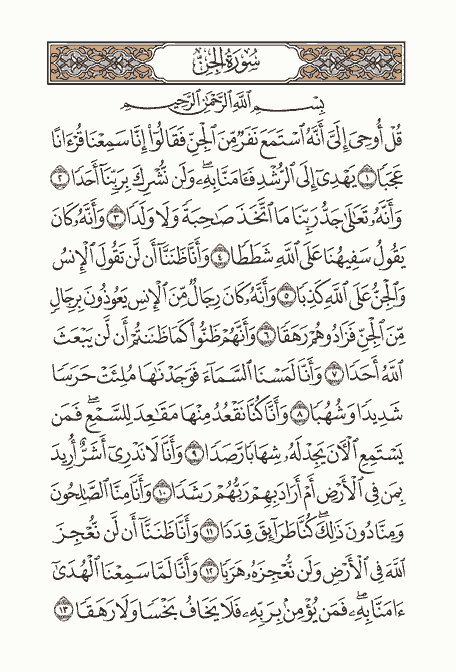 سُورَةُ الجِنِّ
بِسْمِ ٱللَّهِ ٱلرَّحْمَٰنِ ٱلرَّحِيمِ
قُلْ أُوحِىَ إِلَىَّ أَنَّهُ ٱسْتَمَعَ نَفَرٌ مِّنَ ٱلْجِنِّ فَقَالُوٓا۟ إِنَّا سَمِعْنَا قُرْءَانًا
عَجَبًا ١ يَهْدِىٓ إِلَى ٱلرُّشْدِ فَـَٔامَنَّا بِهِۦ ۖ وَلَن نُّشْرِكَ بِرَبِّنَآ أَحَدًا ٢
وَأَنَّهُۥ تَعَٰلَىٰ جَدُّ رَبِّنَا مَا ٱتَّخَذَ صَٰحِبَةً وَلَا وَلَدًا ٣ وَأَنَّهُۥ كَانَ
يَقُولُ سَفِيهُنَا عَلَى ٱللَّهِ شَطَطًا ٤ وَأَنَّا ظَنَنَّآ أَن لَّن تَقُولَ ٱلْإِنسُ
وَٱلْجِنُّ عَلَى ٱللَّهِ كَذِبًا ٥ وَأَنَّهُۥ كَانَ رِجَالٌ مِّنَ ٱلْإِنسِ يَعُوذُونَ بِرِجَالٍ
مِّنَ ٱلْجِنِّ فَزَادُوهُمْ رَهَقًا ٦ وَأَنَّهُمْ ظَنُّوا۟ كَمَا ظَنَنتُمْ أَن لَّن يَبْعَثَ
ٱللَّهُ أَحَدًا ٧ وَأَنَّا لَمَسْنَا ٱلسَّمَآءَ فَوَجَدْنَٰهَا مُلِئَتْ حَرَسًا
شَدِيدًا وَشُهُبًا ٨ وَأَنَّا كُنَّا نَقْعُدُ مِنْهَا مَقَٰعِدَ لِلسَّمْعِ ۖ فَمَن
يَسْتَمِعِ ٱلْـَٔانَ يَجِدْ لَهُۥ شِهَابًا رَّصَدًا ٩ وَأَنَّا لَا نَدْرِىٓ أَشَرٌّ أُرِيدَ
بِمَن فِى ٱلْأَرْضِ أَمْ أَرَادَ بِهِمْ رَبُّهُمْ رَشَدًا ١٠ وَأَنَّا مِنَّا ٱلصَّٰلِحُونَ
وَمِنَّا دُونَ ذَٰلِكَ ۖ كُنَّا طَرَآئِقَ قِدَدًا ١١ وَأَنَّا ظَنَنَّآ أَن لَّن نُّعْجِزَ
ٱللَّهَ فِى ٱلْأَرْضِ وَلَن نُّعْجِزَهُۥ هَرَبًا ١٢ وَأَنَّا لَمَّا سَمِعْنَا ٱلْهُدَىٰٓ
ءَامَنَّا بِهِۦ ۖ فَمَن يُؤْمِنۢ بِرَبِّهِۦ فَلَا يَخَافُ بَخْسًا وَلَا رَهَقًا ١٣